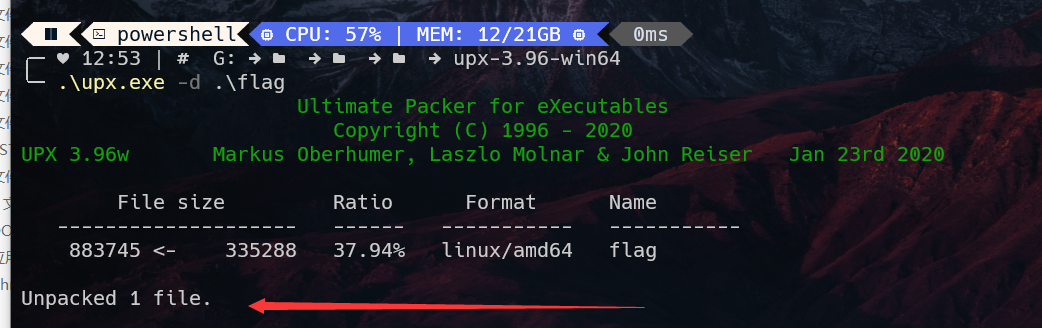 powershell CPU: 57% | MEM: 12/21GB 0ms
12:53 | # G: → → → → upx-3.96-win64
.\upx.exe -d .\flag
Ultimate Packer for eXecutables
Copyright (C) 1996 - 2020
UPX 3.96w Markus Oberhumer, Laszlo Molnar & John Reiser Jan 23rd 2020
File size Ratio Format Name
-------------------- ------ ----------- -----------
883745 <- 335288 37.94% linux/amd64 flag
Unpacked 1 file.